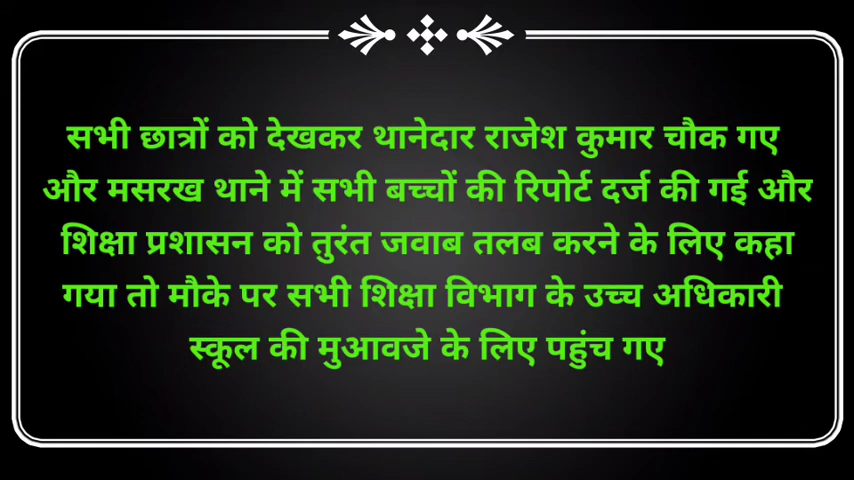 सभी छात्रों को देखकर थानेदार राजेश कुमार चौक गए
और मसरख थाने में सभी बच्चों की रिपोर्ट दर्ज की गई और
शिक्षा प्रशासन को तुरंत जवाब तलब करने के लिए कहा
गया तो मौके पर सभी शिक्षा विभाग के उच्च अधिकारी
स्कूल की मुआवजे के लिए पहुंच गए